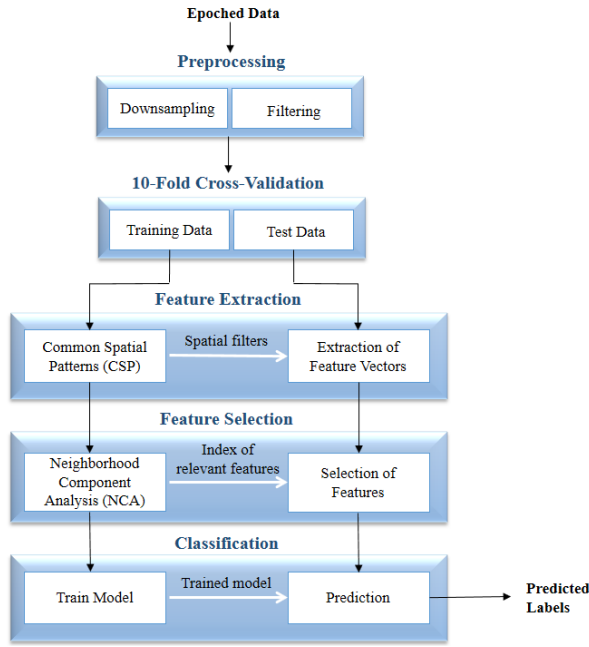 Epoched Data
Preprocessing
Downsampling
Filtering
10-Fold Cross-Validation
Training Data
Test Data
Feature Extraction
Common Spatial
Patterns (CSP)
Spatial filters
Extraction of
Feature Vectors
Feature Selection
Neighborhood
Component
Analysis (NCA)
Index of
relevant features
Selection of
Features
Classification
Train Model
Trained model
Prediction
Predicted
Labels